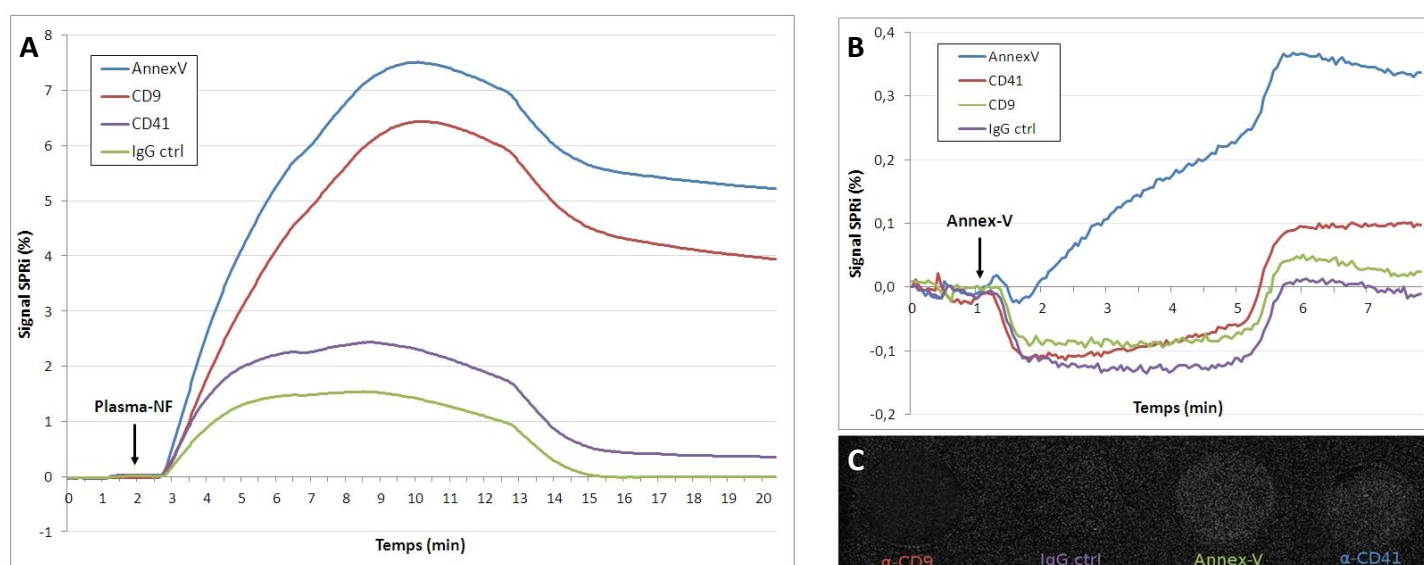 A
8
7
6
5
4
3
2
1
0
-1
Signal SPRi (%)
AnnexV
CD9
CD41
IgG ctrl
Plasma-NF
0 1 2 3 4 5 6 7 8 9 10 11 12 13 14 15 16 17 18 19 20
Temps (min)
B
0,4
0,3
0,2
0,1
0,0
-0,1
-0,2
Signal SPRi (%)
AnnexV
CD41
CD9
IgG ctrl
Annex-V
0 1 2 3 4 5 6 7
Temps (min)
C
α-CD9 IgG ctrl Annex-V α-CD41